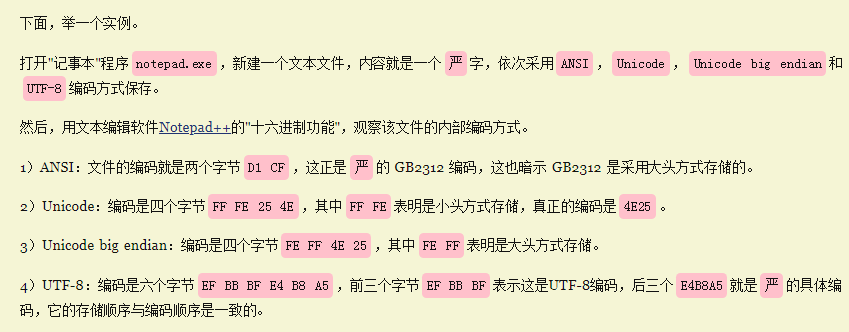 下面，举一个实例。
打开"记事本"程序 notepad.exe ，新建一个文本文件，内容就是一个 严 字，依次采用 ANSI ， Unicode ， Unicode big endian 和
UTF-8 编码方式保存。
然后，用文本编辑软件Notepad++的"十六进制功能"，观察该文件的内部编码方式。
1）ANSI：文件的编码就是两个字节 D1 CF ，这正是 严 的 GB2312 编码，这也暗示 GB2312 是采用大头方式存储的。
2）Unicode：编码是四个字节 FF FE 25 4E ，其中 FF FE 表明是小头方式存储，真正的编码是 4E25 。
3）Unicode big endian：编码是四个字节 FE FF 4E 25 ，其中 FE FF 表明是大头方式存储。
4）UTF-8：编码是六个字节 EF BB BF E4 B8 A5 ，前三个字节 EF BB BF 表示这是UTF-8编码，后三个 E4B8A5 就是 严 的具体编
码，它的存储顺序与编码顺序是一致的。